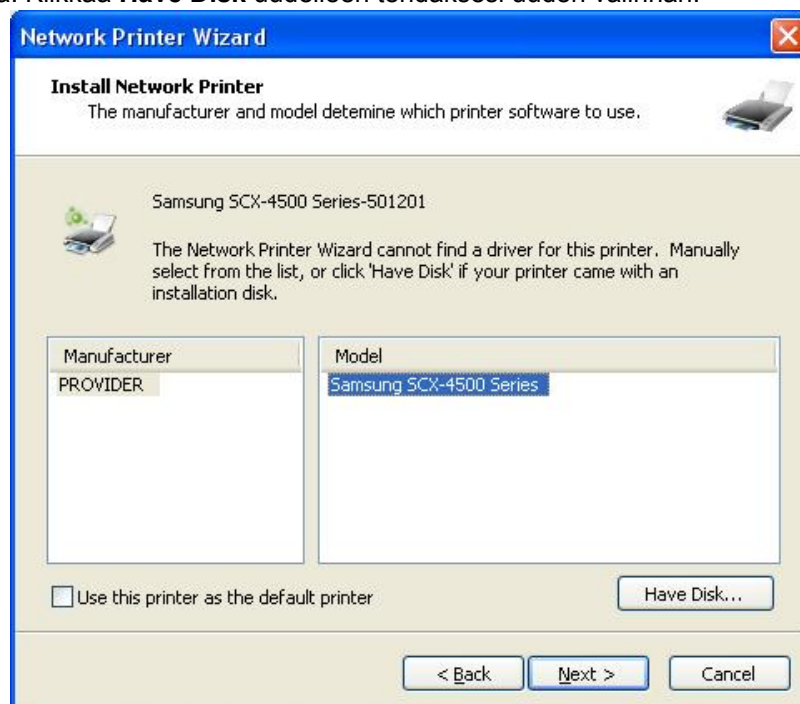 Klikkaa Have Disk uudelleen tehdäksesi uuden valinnan.
Network Printer Wizard
Install Network Printer
The manufacturer and model detemine which printer software to use.
Samsung SCX-4500 Series-501201
The Network Printer Wizard cannot find a driver for this printer. Manually
select from the list, or click 'Have Disk' if your printer came with an
installation disk.
Manufacturer Model
PROVIDER Samsung SCX-4500 Series
Use this printer as the default printer Have Disk...
< Back Next > Cancel